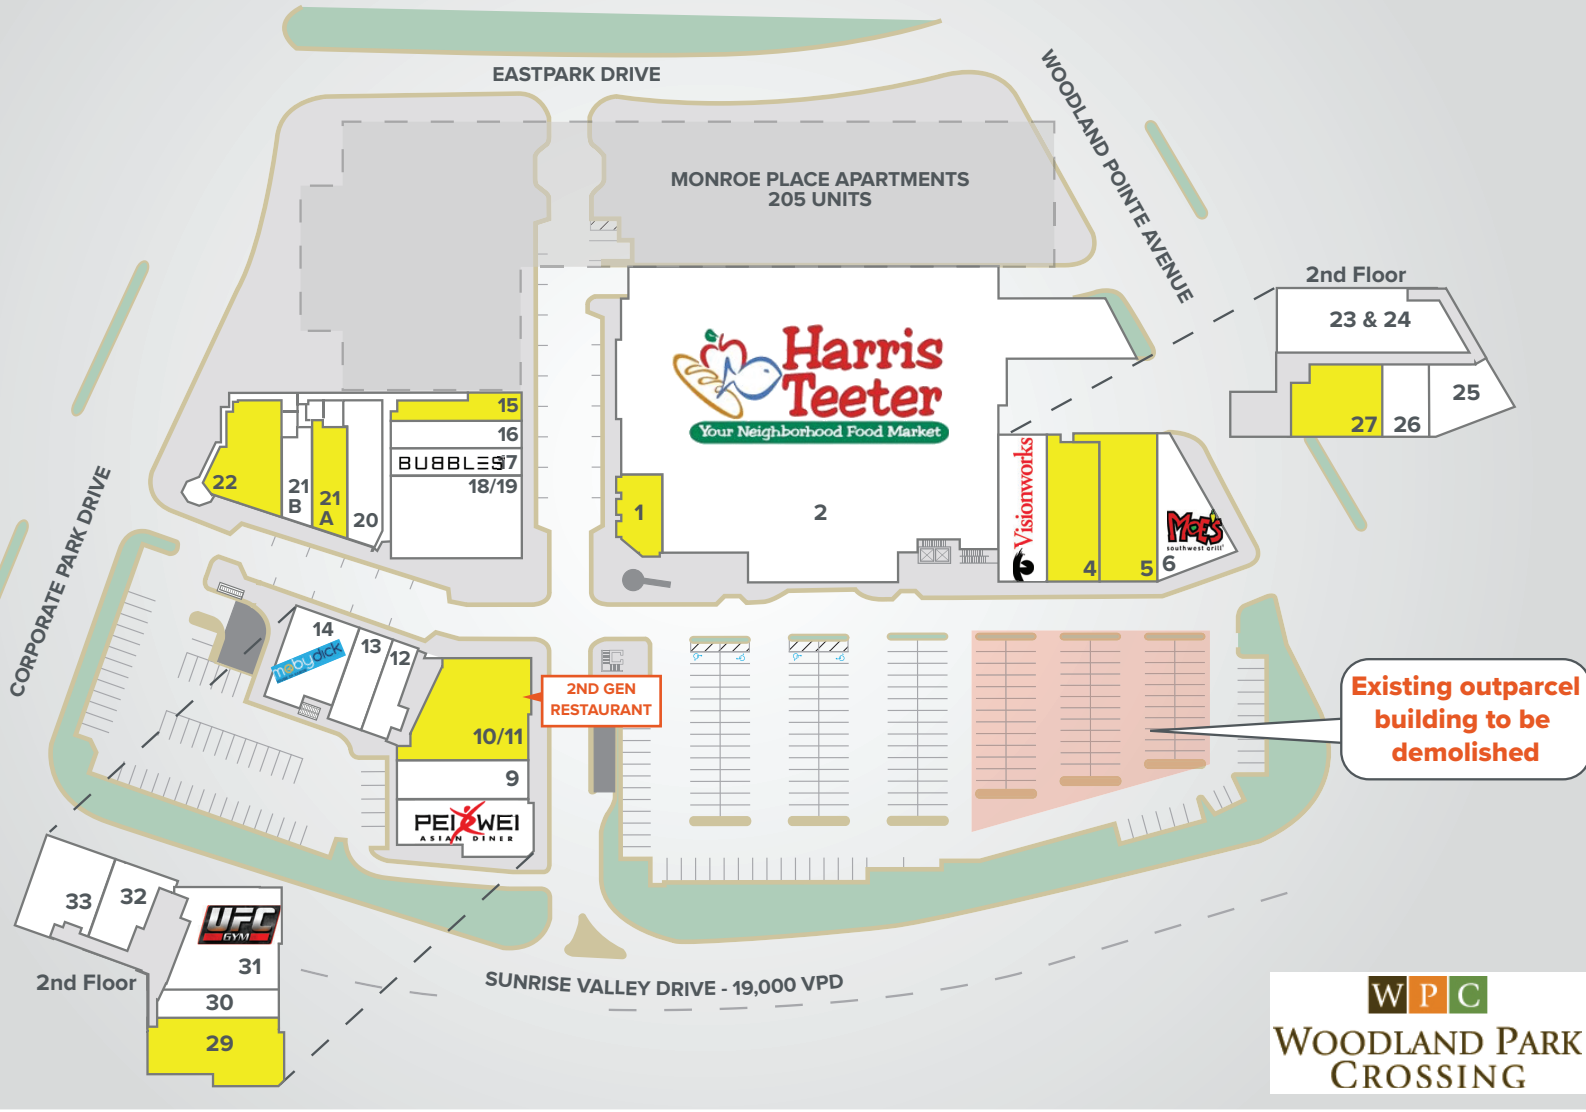 EASTPARK DRIVE
WOODLAND POINTE AVENUE
MONROE PLACE APARTMENTS
205 UNITS
2nd Floor
23 & 24
25
26
27
Harris
Teeter
Your Neighborhood Food Market
1
2
Visionworks
4
5
6
MOE'S
southwest grill
15
16
BUBBLES
17
18/19
20
21
A
21
B
22
CORPORATE PARK DRIVE
14
mobydick
13
12
10/11
2ND GEN
RESTAURANT
9
PEI WEI
ASIAN DINER
Existing outparcel
building to be
demolished
33
32
UFC
GYM
31
30
29
2nd Floor
SUNRISE VALLEY DRIVE - 19,000 VPD
W P C
WOODLAND PARK
CROSSING